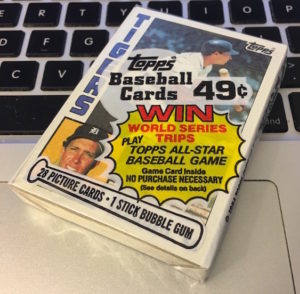 TIGERS
Topps
Baseball
Cards 49¢
WIN
WORLD SERIES
TRIPS
PLAY
TOPPS ALL-STAR
BASEBALL GAME
Game Card Inside
NO PURCHASE NECESSARY
(See details on back)
28 PICTURE CARDS • 1 STICK BUBBLE GUM